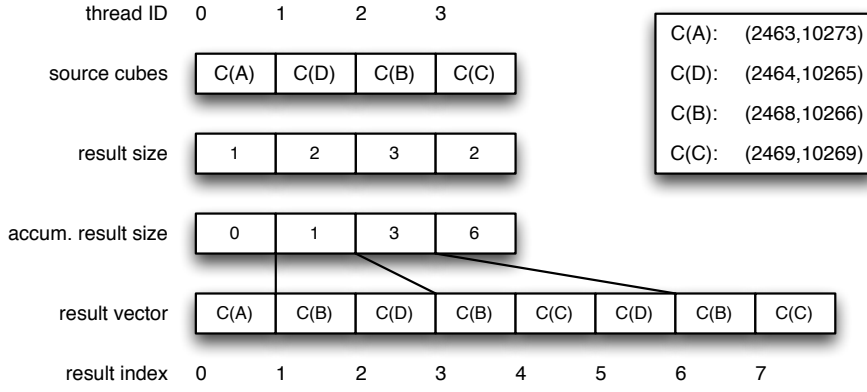 thread ID 0 1 2 3
source cubes C(A) C(D) C(B) C(C)
result size 1 2 3 2
accum. result size 0 1 3 6
result vector C(A) C(B) C(D) C(B) C(C) C(D) C(B) C(C)
result index 0 1 2 3 4 5 6 7
C(A): (2463,10273)
C(D): (2464,10265)
C(B): (2468,10266)
C(C): (2469,10269)